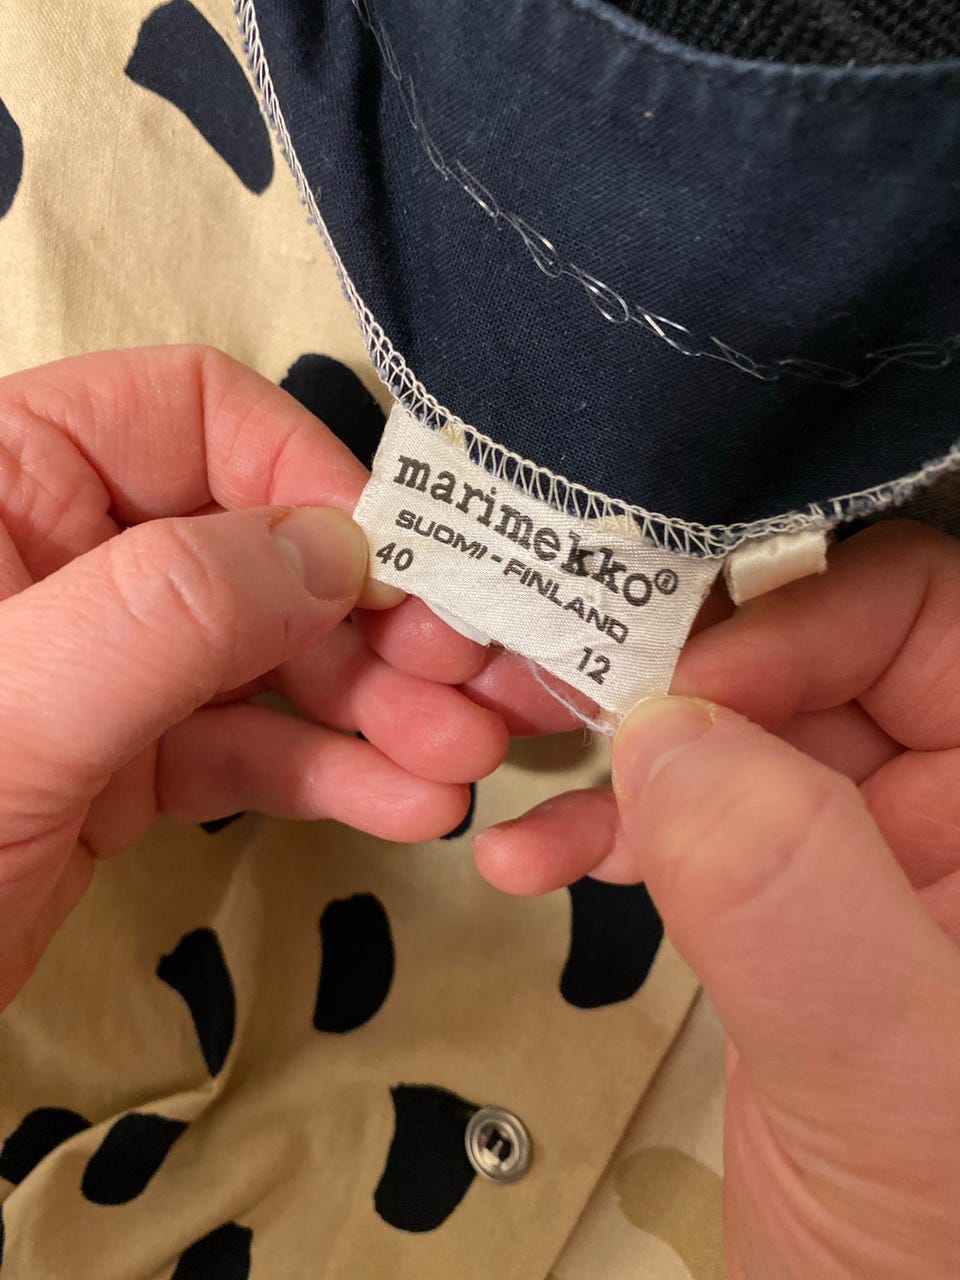 marimekko®
SUOMI - FINLAND
40 12